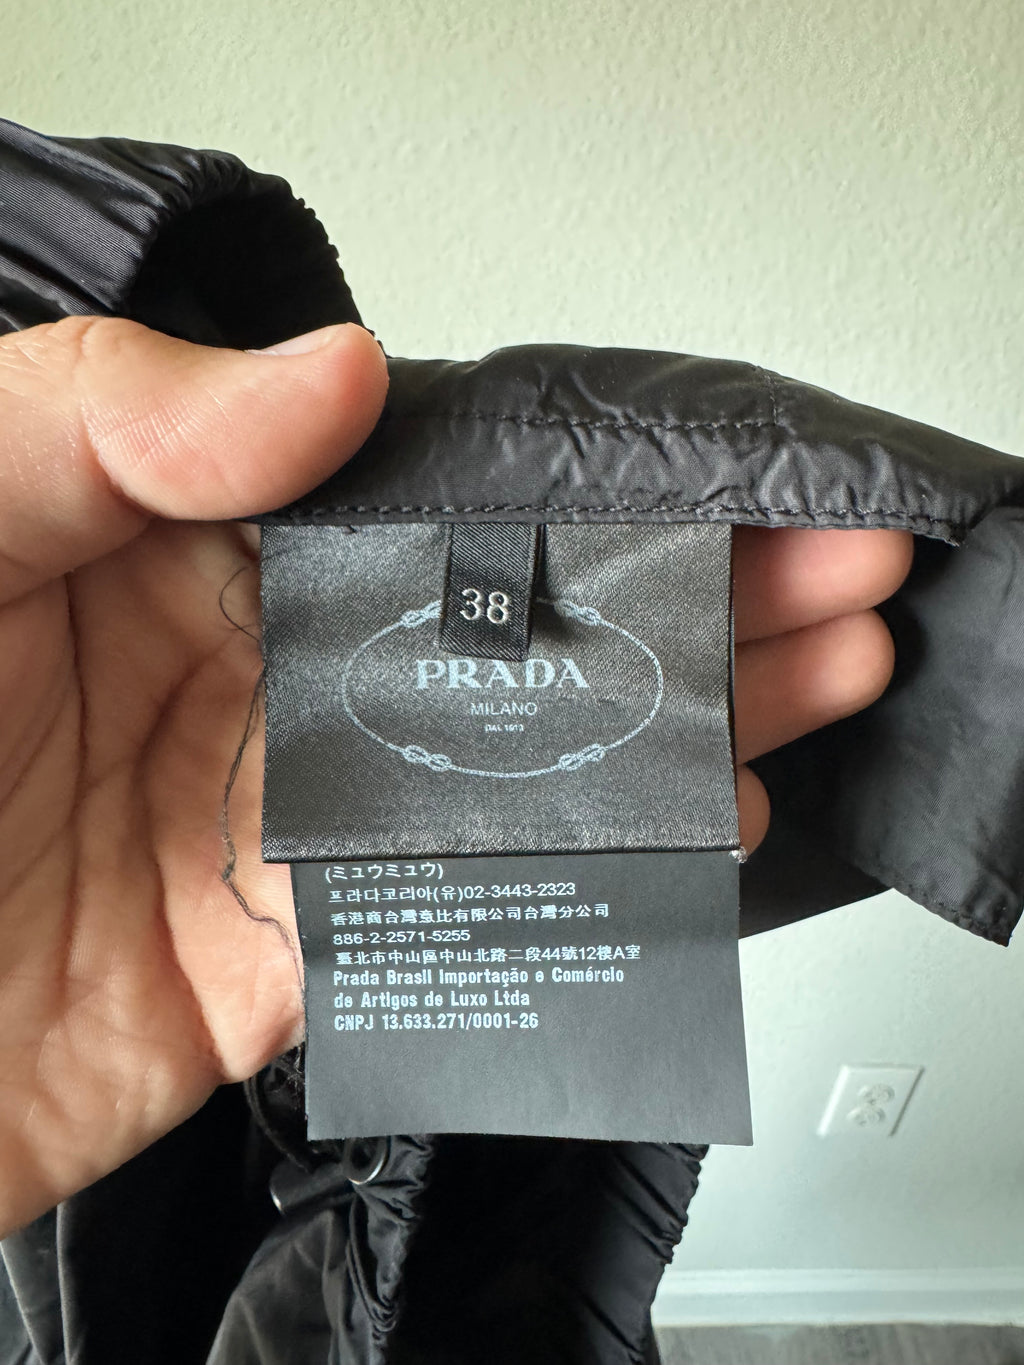 38
PRADA
MILANO
DAL 1913
(ミュウミュウ)
프라다코리아(유)02-3443-2323
香港商台灣意比有限公司台灣分公司
886-2-2571-5255
臺北市中山區中山北路二段44號12樓A室
Prada Brasil Importação e Comércio
de Artigos de Luxo Ltda
CNPJ 13.633.271/0001-26